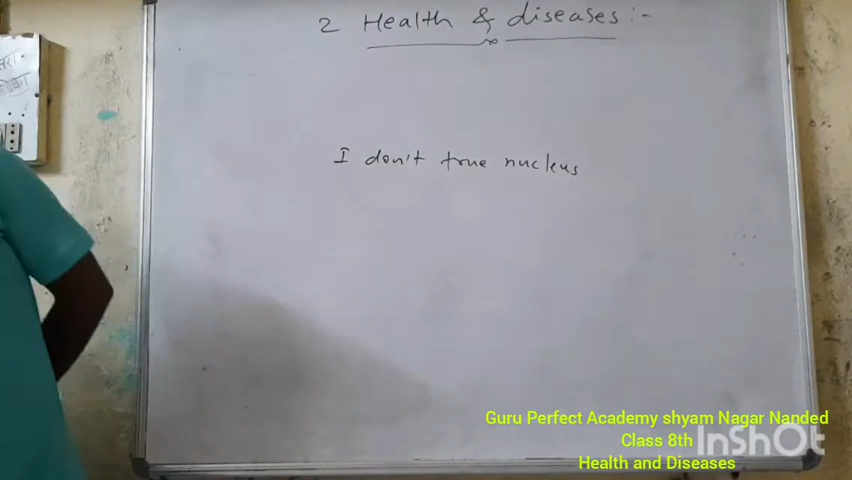 2 Health & diseases :-
I don't true nucleus
Guru Perfect Academy shyam Nagar Nanded
Class 8th
InShOt
Health and Diseases